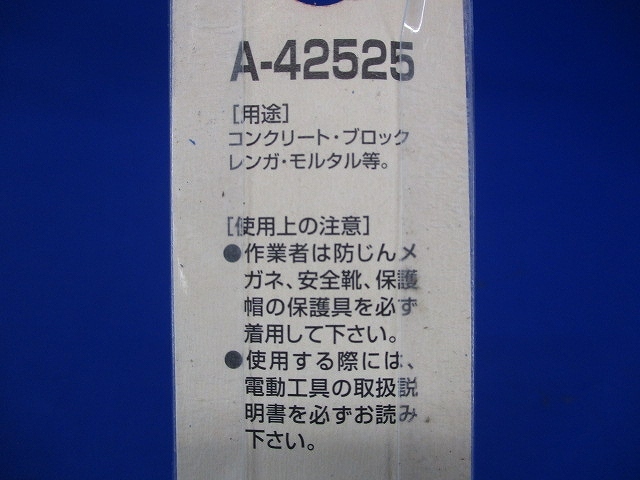 A-42525
[用途]
コンクリート・ブロック
レンガ・モルタル等。
[使用上の注意]
●作業者は防じんメ
ガネ、安全靴、保護
帽の保護具を必ず
着用して下さい。
●使用する際には、
電動工具の取扱説
明書を必ずお読み
下さい。